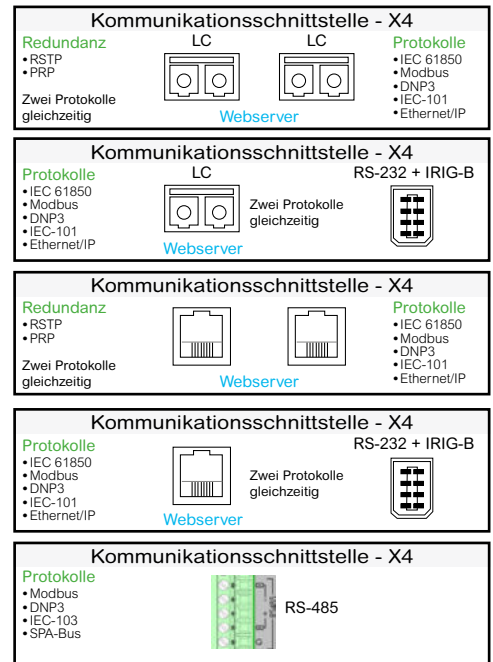 Kommunikationsschnittstelle - X4
Redundanz
• RSTP
• PRP
Zwei Protokolle
gleichzeitig
LC
LC
Webserver
Protokolle
• IEC 61850
• Modbus
• DNP3
• IEC-101
• Ethernet/IP
Kommunikationsschnittstelle - X4
Protokolle
• IEC 61850
• Modbus
• DNP3
• IEC-101
• Ethernet/IP
LC
Webserver
Zwei Protokolle
gleichzeitig
RS-232 + IRIG-B
Kommunikationsschnittstelle - X4
Redundanz
• RSTP
• PRP
Zwei Protokolle
gleichzeitig
Webserver
Protokolle
• IEC 61850
• Modbus
• DNP3
• IEC-101
• Ethernet/IP
Kommunikationsschnittstelle - X4
Protokolle
• IEC 61850
• Modbus
• DNP3
• IEC-101
• Ethernet/IP
Webserver
Zwei Protokolle
gleichzeitig
RS-232 + IRIG-B
Kommunikationsschnittstelle - X4
Protokolle
• Modbus
• DNP3
• IEC-103
• SPA-Bus
RS-485